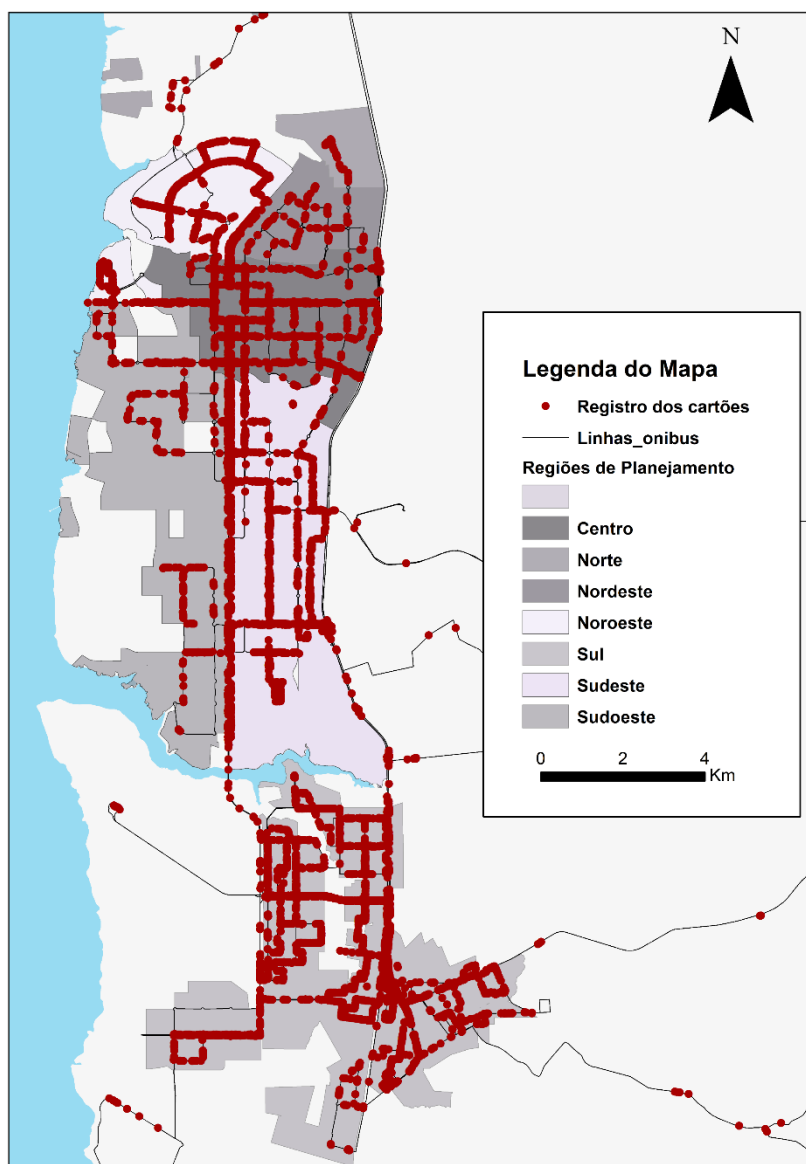 N
Legenda do Mapa
Registro dos cartões
Linhas_onibus
Regiões de Planejamento
Centro
Norte
Nordeste
Noroeste
Sul
Sudeste
Sudoeste
0 2 4
Km